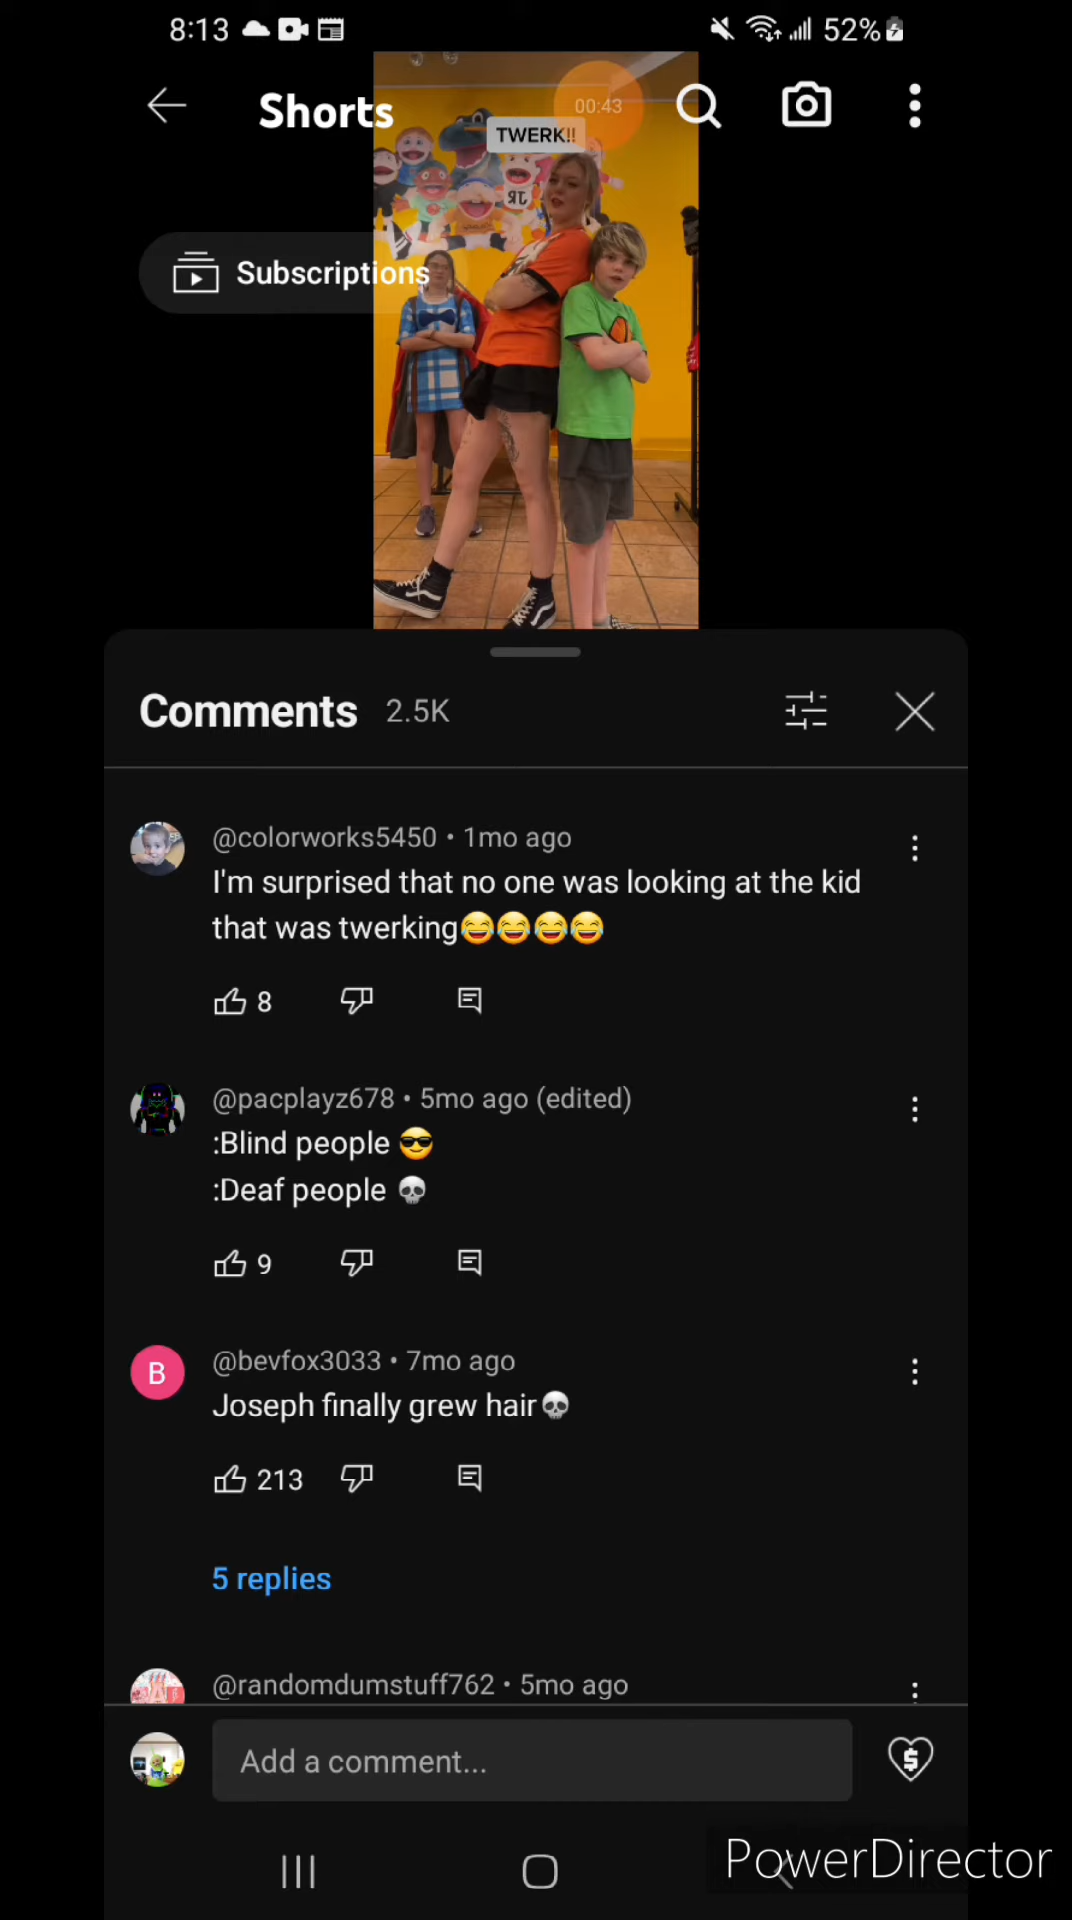 8:13
52%
Shorts
00:43
TWERK!!
JR
Subscriptions
Comments 2.5K
@colorworks5450 • 1mo ago
I'm surprised that no one was looking at the kid
that was twerking😂😂😂😂
8
@pacplayz678 • 5mo ago (edited)
:Blind people 😎
:Deaf people 💀
9
@bevfox3033 • 7mo ago
B
Joseph finally grew hair💀
213
5 replies
@randomdumstuff762 • 5mo ago
Add a comment...
PowerDirector